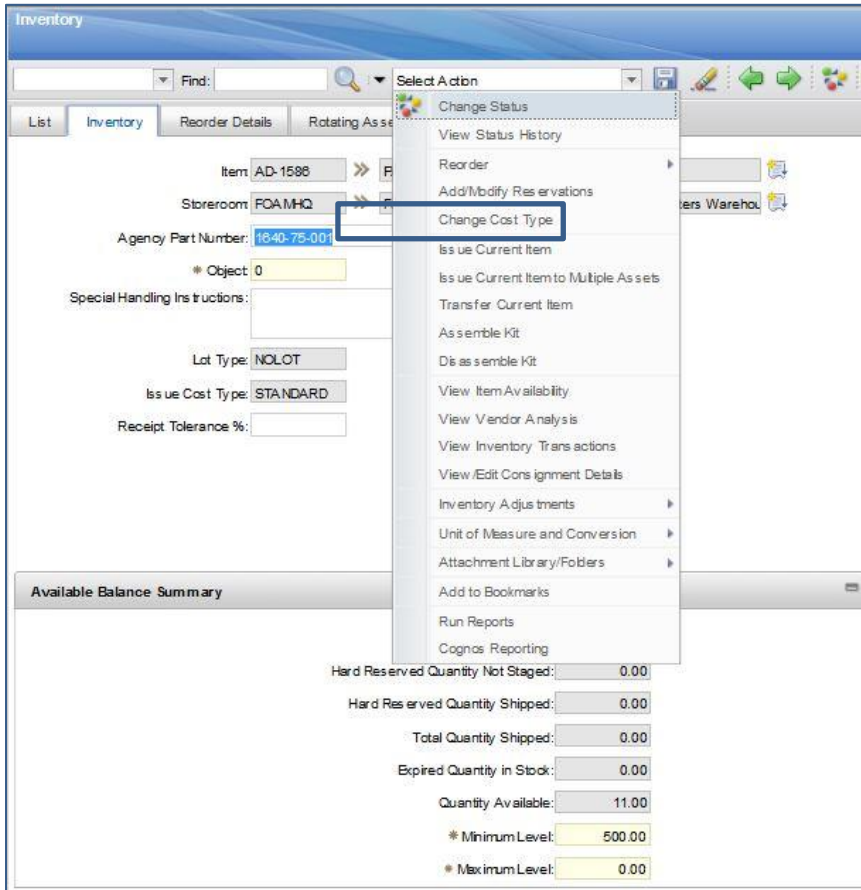 Inventory
Find:
Select Action
List
Inventory
Reorder Details
Rotating Asse
Change Status
View Status History
Reorder
Add/Modify Reservations
Change Cost Type
Issue Current Item
Issue Current Item to Multiple Assets
Transfer Current Item
Assemble Kit
Disassemble Kit
View Item Availability
View Vendor Analysis
View Inventory Transactions
View/Edit Consignment Details
Inventory Adjustments
Unit of Measure and Conversion
Attachment Library/Folders
Add to Bookmarks
Run Reports
Cognos Reporting
Item: AD-1586
Storeroom: FOAMHQ
ters Warehou
Agency Part Number: 1640-75-001
* Object: 0
Special Handling Instructions:
Lot Type: NOLOT
Issue Cost Type: STANDARD
Receipt Tolerance %:
Available Balance Summary
Hard Reserved Quantity Not Staged: 0.00
Hard Reserved Quantity Shipped: 0.00
Total Quantity Shipped: 0.00
Expired Quantity in Stock: 0.00
Quantity Available: 11.00
* Minimum Level: 500.00
* Maximum Level: 0.00